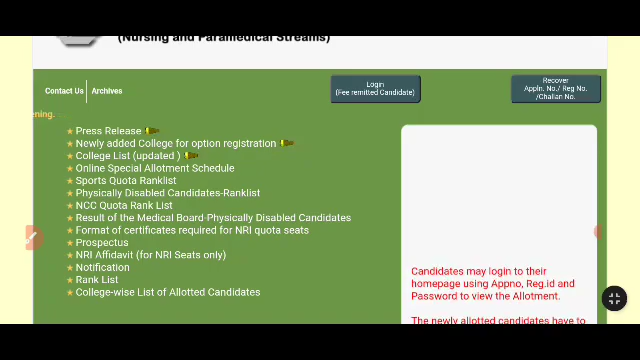 (Nursing and Paramedical Streams)
Contact Us
Archives
Login
(Fee remitted Candidate)
Recover
Appln. No./ Reg No.
/Challan No.
ening.
Press Release
Newly added College for option registration
College List (updated )
Online Special Allotment Schedule
Sports Quota Ranklist
Physically Disabled Candidates-Ranklist
NCC Quota Rank List
Result of the Medical Board-Physically Disabled Candidates
Format of certificates required for NRI quota seats
Prospectus
NRI Affidavit (for NRI Seats only)
Notification
Rank List
College-wise List of Allotted Candidates
Candidates may login to their
homepage using Appno, Reg.id and
Password to view the Allotment.
The newly allotted candidates have to